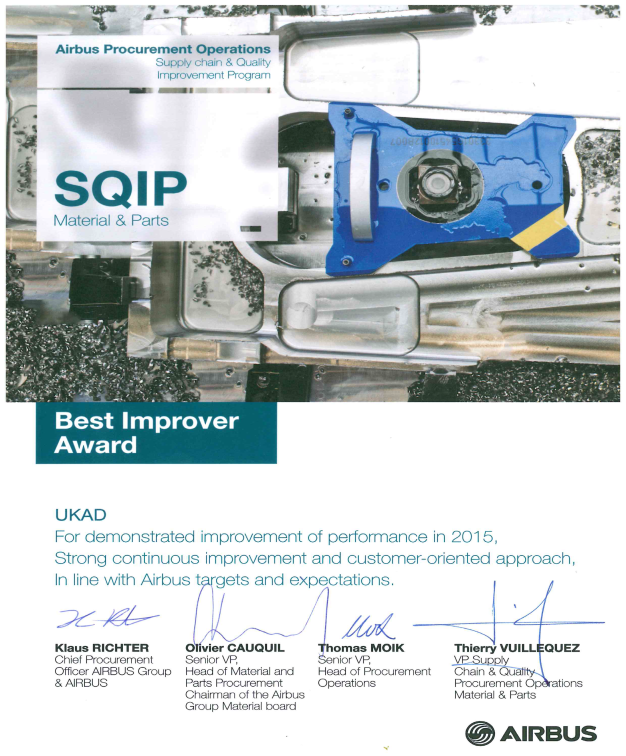 Airbus Procurement Operations
Supply chain & Quality
Improvement Program
SQIP
Material & Parts
Best Improver
Award
UKAD
For demonstrated improvement of performance in 2015,
Strong continuous improvement and customer-oriented approach,
In line with Airbus targets and expectations.
Klaus RICHTER
Chief Procurement
Officer AIRBUS Group
& AIRBUS
Olivier CAUQUIL
Senior VP,
Head of Material and
Parts Procurement
Chairman of the Airbus
Group Material board
Thomas MOIK
Senior VP,
Head of Procurement
Operations
Thierry VUILLEQUEZ
VP Supply
Chain & Quality
Procurement Operations
Material & Parts
AIRBUS